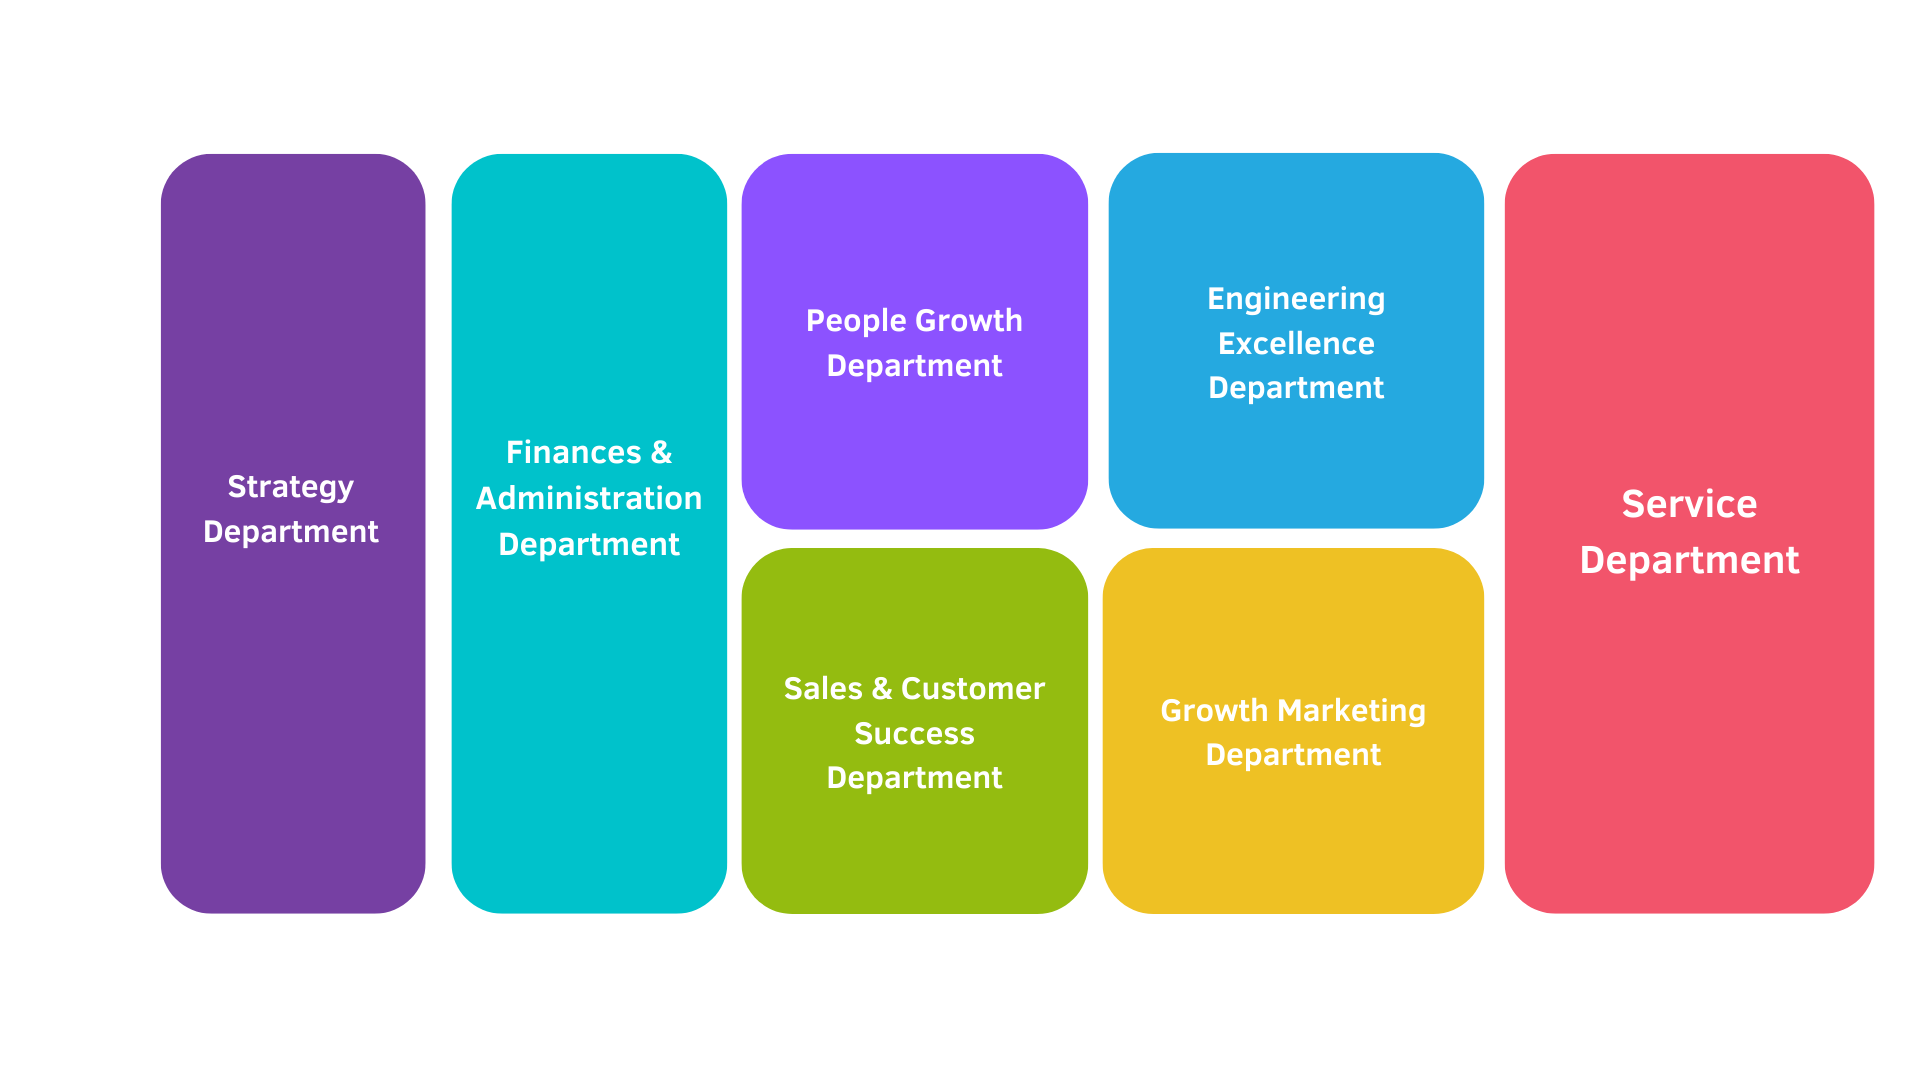 Strategy
Department
Finances &
Administration
Department
People Growth
Department
Engineering
Excellence
Department
Sales & Customer
Success
Department
Growth Marketing
Department
Service
Department